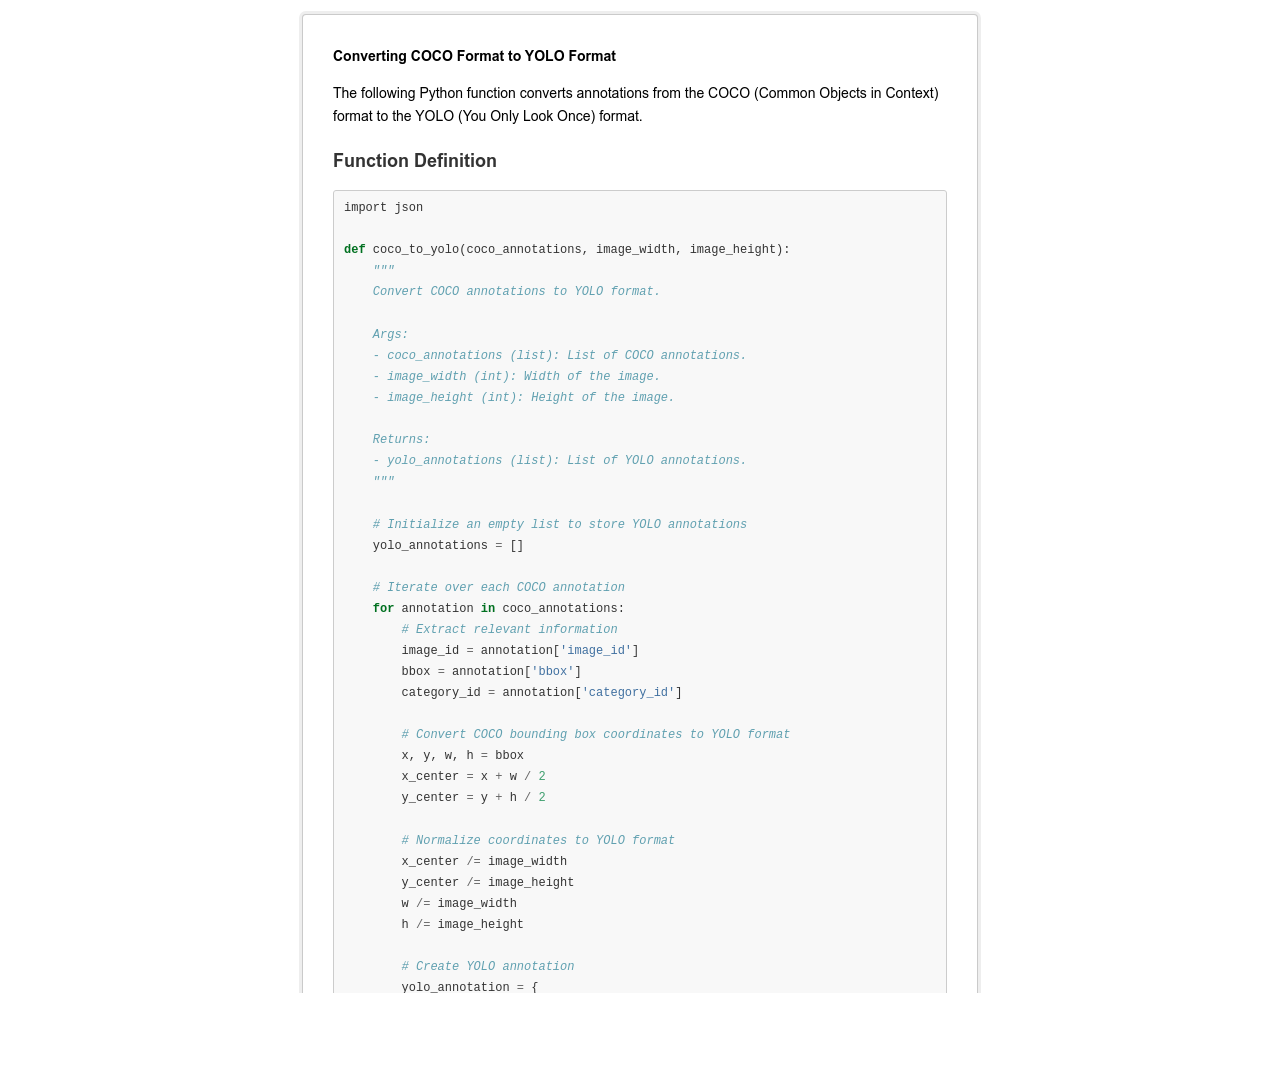 Converting COCO Format to YOLO Format
The following Python function converts annotations from the COCO (Common Objects in Context)
format to the YOLO (You Only Look Once) format.
Function Definition
import json
def coco_to_yolo(coco_annotations, image_width, image_height):
    """
    Convert COCO annotations to YOLO format.
    Args:
    - coco_annotations (list): List of COCO annotations.
    - image_width (int): Width of the image.
    - image_height (int): Height of the image.
    Returns:
    - yolo_annotations (list): List of YOLO annotations.
    """
    # Initialize an empty list to store YOLO annotations
    yolo_annotations = []
    # Iterate over each COCO annotation
    for annotation in coco_annotations:
        # Extract relevant information
        image_id = annotation['image_id']
        bbox = annotation['bbox']
        category_id = annotation['category_id']
        # Convert COCO bounding box coordinates to YOLO format
        x, y, w, h = bbox
        x_center = x + w / 2
        y_center = y + h / 2
        # Normalize coordinates to YOLO format
        x_center /= image_width
        y_center /= image_height
        w /= image_width
        h /= image_height
        # Create YOLO annotation
        yolo_annotation = {